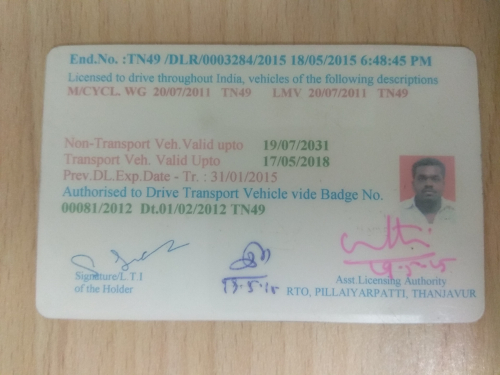 End.No. :TN49 /DLR/0003284/2015 18/05/2015 6:48:45 PM
Licensed to drive throughout India, vehicles of the following descriptions
M/CYCL. WG 20/07/2011 TN49 LMV 20/07/2011 TN49
Non-Transport Veh.Valid upto 19/07/2031
Transport Veh. Valid Upto 17/05/2018
Prev.DL.Exp.Date - Tr. : 31/01/2015
Authorised to Drive Transport Vehicle vide Badge No.
00081/2012 Dt.01/02/2012 TN49
Signature/L.T.I
of the Holder
Asst.Licensing Authority
RTO, PILLAIYARPATTI, THANJAVUR